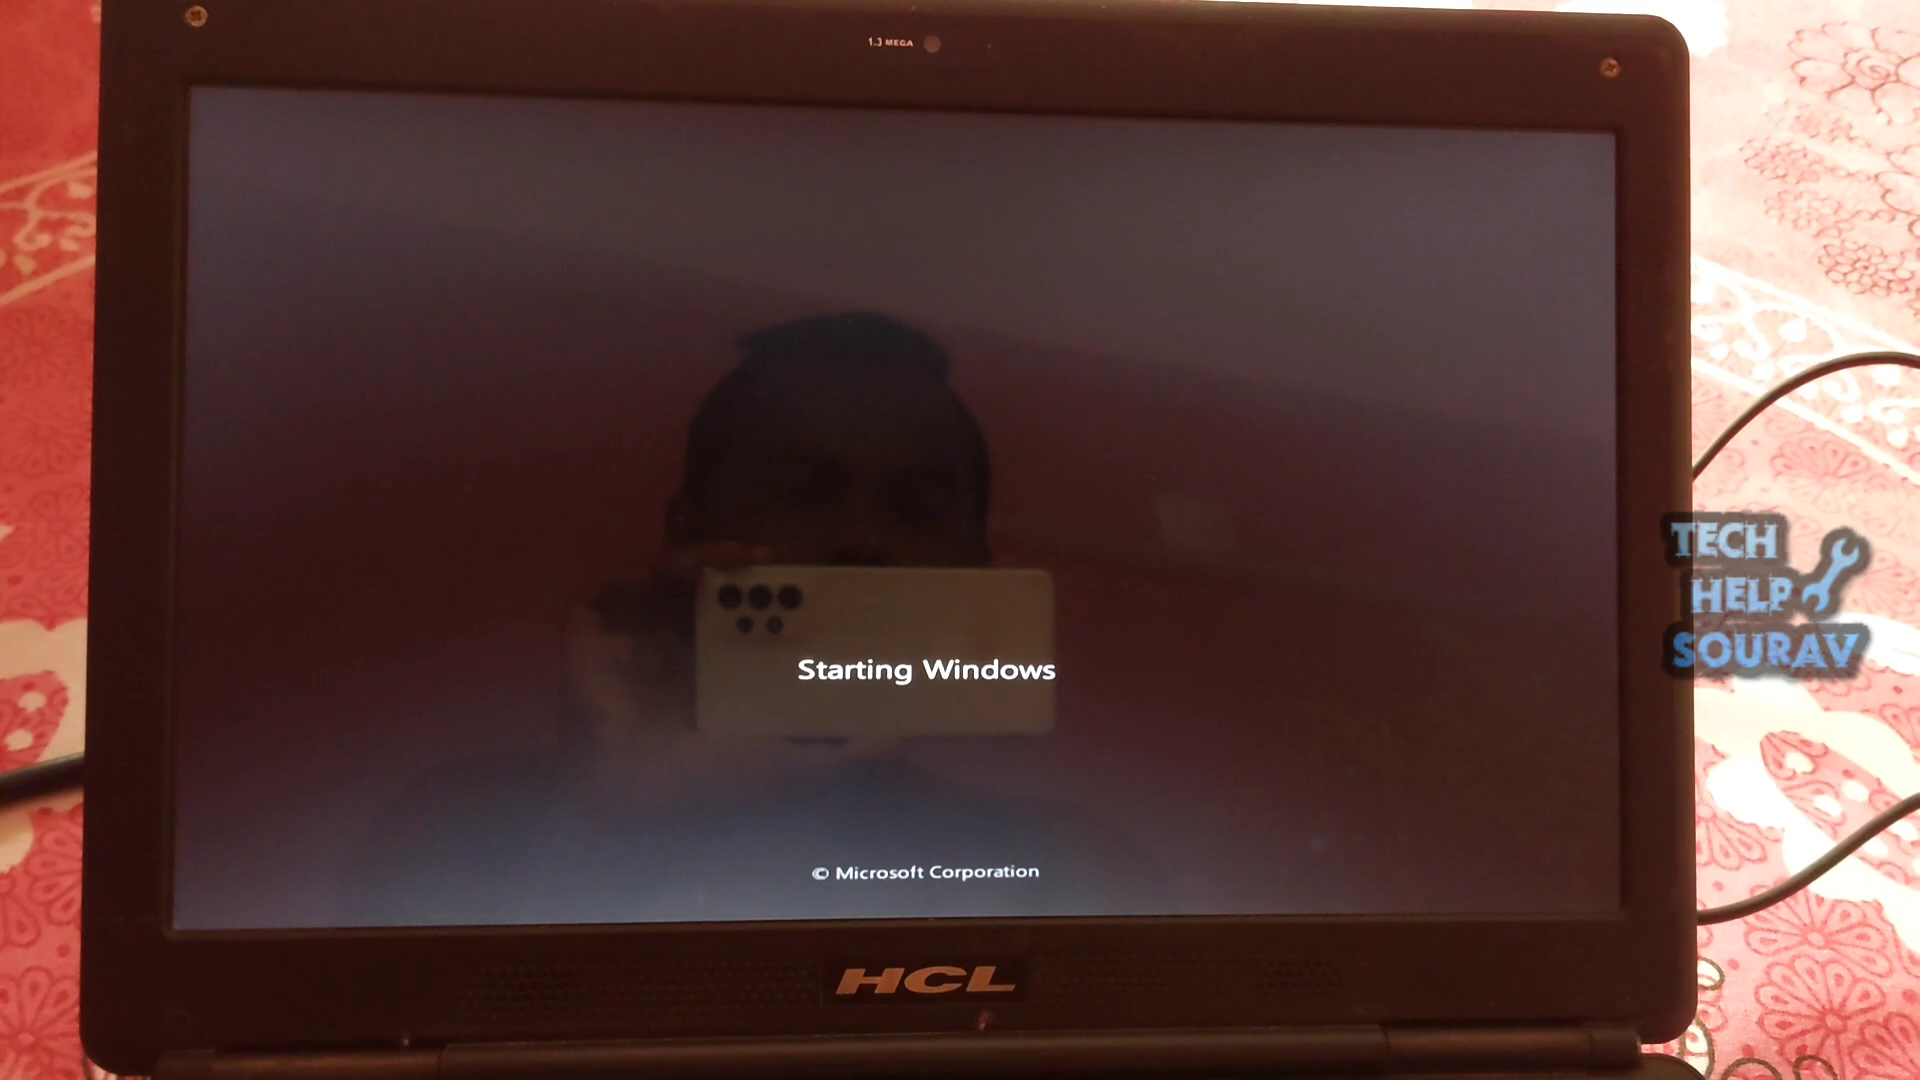 1.3 MEGA
Starting Windows
© Microsoft Corporation
HCL
TECH
HELP
SOURAV